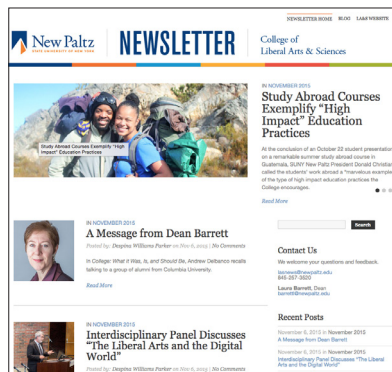 NEWSLETTER HOME BLOG LA&S WEBSITE
New Paltz
STATE UNIVERSITY OF NEW YORK
NEWSLETTER
College of
Liberal Arts & Sciences
Study Abroad Courses Exemplify "High
Impact" Education Practices
IN NOVEMBER 2015
Study Abroad Courses
Exemplify "High
Impact" Education
Practices
At the conclusion of an October 22 student presentation
on a remarkable summer study abroad course in
Guatemala, SUNY New Paltz President Donald Christian
called the students' work abroad a "marvelous example
of the type of high impact education practices the
College encourages.
Read More
IN NOVEMBER 2015
A Message from Dean Barrett
Posted by: Despina Williams Parker on Nov 6, 2015 | No Comments
In College: What it Was, Is, and Should Be, Andrew Delbanco recalls
talking to a group of alumni from Columbia University.
Read More
IN NOVEMBER 2015
Interdisciplinary Panel Discusses
"The Liberal Arts and the Digital
World"
Posted by: Despina Williams Parker on Nov 6, 2015 | No Comments
Search
Contact Us
We welcome your questions and feedback.
lasnews@newpaltz.edu
845-257-3520
Laura Barrett, Dean
barrettl@newpaltz.edu
Recent Posts
November 6, 2015 in November 2015
A Message from Dean Barrett
November 6, 2015 in November 2015
Interdisciplinary Panel Discusses "The Liberal
Arts and the Digital World"